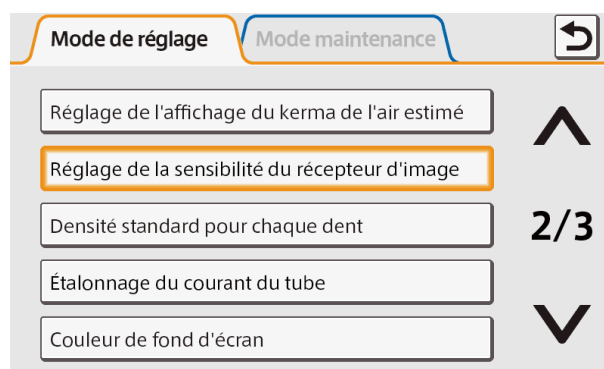 Mode de réglage
Mode maintenance
Réglage de l'affichage du kerma de l'air estimé
Réglage de la sensibilité du récepteur d'image
Densité standard pour chaque dent
2/3
Étalonnage du courant du tube
Couleur de fond d'écran